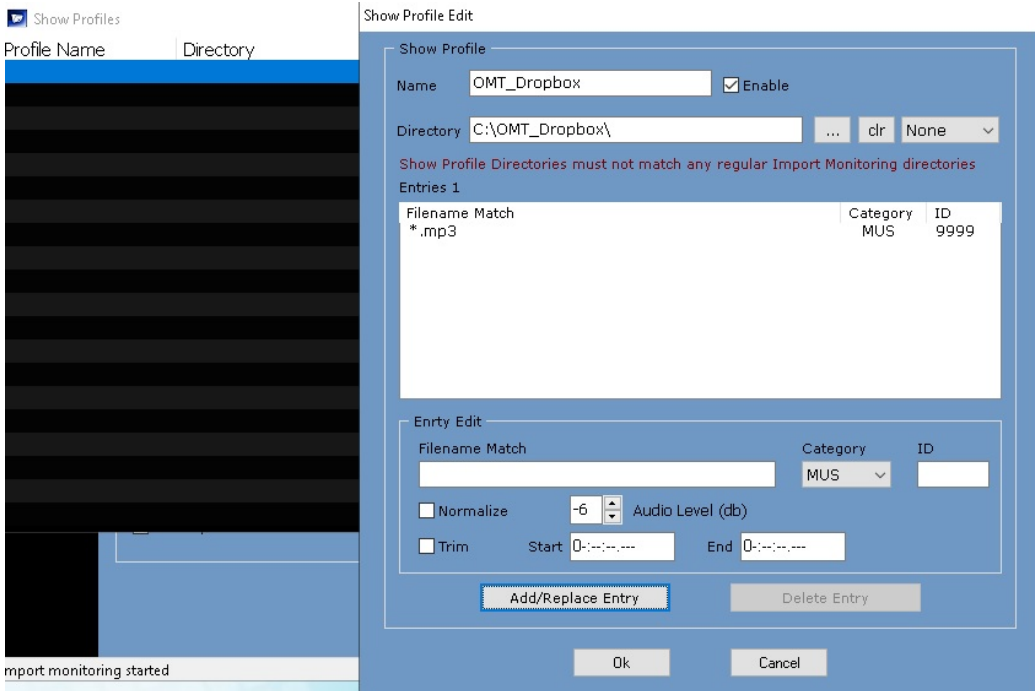 Show Profiles
Profile Name Directory
Show Profile Edit
Show Profile
Name OMT_Dropbox Enable
Directory C:\OMT_Dropbox\ ... clr None
Show Profile Directories must not match any regular Import Monitoring directories
Entries 1
Filename Match Category ID
*.mp3 MUS 9999
Enrty Edit
Filename Match Category ID
MUS
Normalize -6 Audio Level (db)
Trim Start 0-:--:--.--- End 0-:--:--.---
Add/Replace Entry Delete Entry
Ok Cancel
mport monitoring started